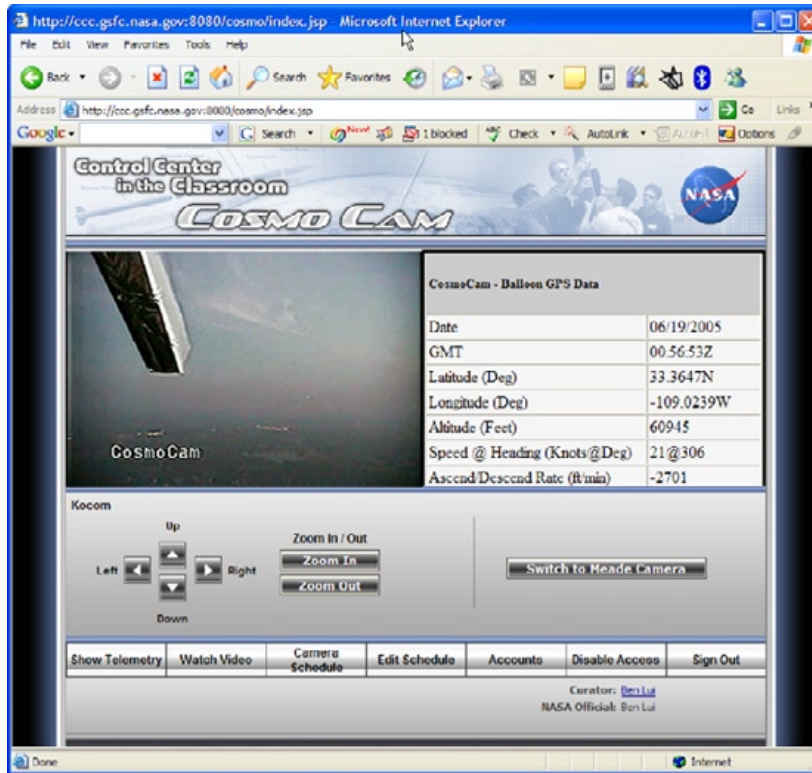 http://ccc.gsfc.nasa.gov:8080/cosmo/index.jsp - Microsoft Internet Explorer
File Edit View Favorites Tools Help
Back Search Favorites
Address http://ccc.gsfc.nasa.gov:8080/cosmo/index.jsp Go Links
Google Search New! 1 blocked ABC Check AutoLink AutoFill Options
Control Center
in the Classroom
COSMO CAM
NASA
CosmoCam - Balloon GPS Data
Date 06/19/2005
GMT 00:56:53Z
Latitude (Deg) 33.3647N
Longitude (Deg) -109.0239W
Altitude (Feet) 60945
Speed @ Heading (Knots@Deg) 21@306
Ascend/Descend Rate (ft/min) -2701
CosmoCam
Kocom
Up
Left Right
Down
Zoom In / Out
Zoom In
Zoom Out
Switch to Meade Camera
Show Telemetry Watch Video Camera Schedule Edit Schedule Accounts Disable Access Sign Out
Curator: Ben Lui
NASA Official: Ben Lui
Done Internet